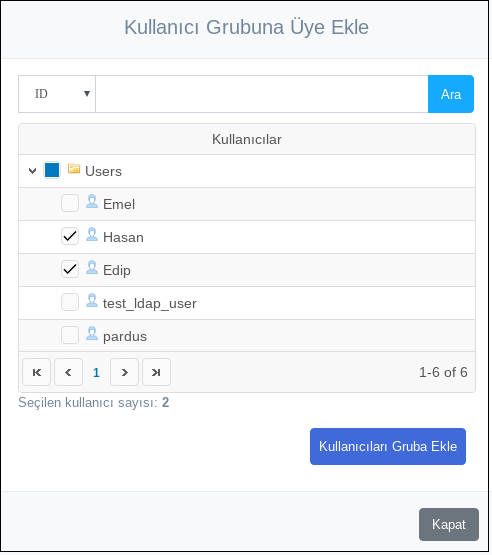 Kullanıcı Grubuna Üye Ekle
ID Ara
Kullanıcılar
Users
Emel
Hasan
Edip
test_ldap_user
pardus
1 1-6 of 6
Seçilen kullanıcı sayısı: 2
Kullanıcıları Gruba Ekle
Kapat